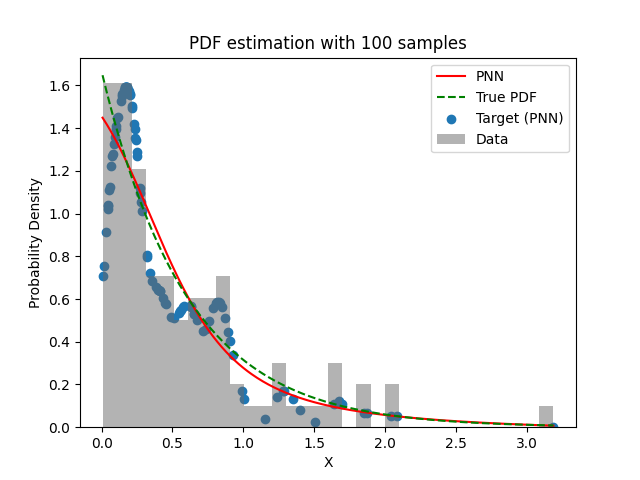 PDF estimation with 100 samples
PNN
True PDF
Target (PNN)
Data
Probability Density
1.6
1.4
1.2
1.0
0.8
0.6
0.4
0.2
0.0
0.0 0.5 1.0 1.5 2.0 2.5 3.0
X